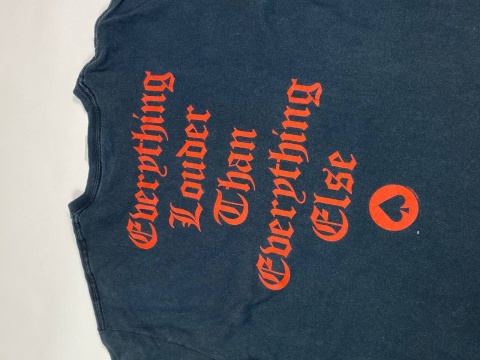 Everything
Louder
Than
Everything
Else